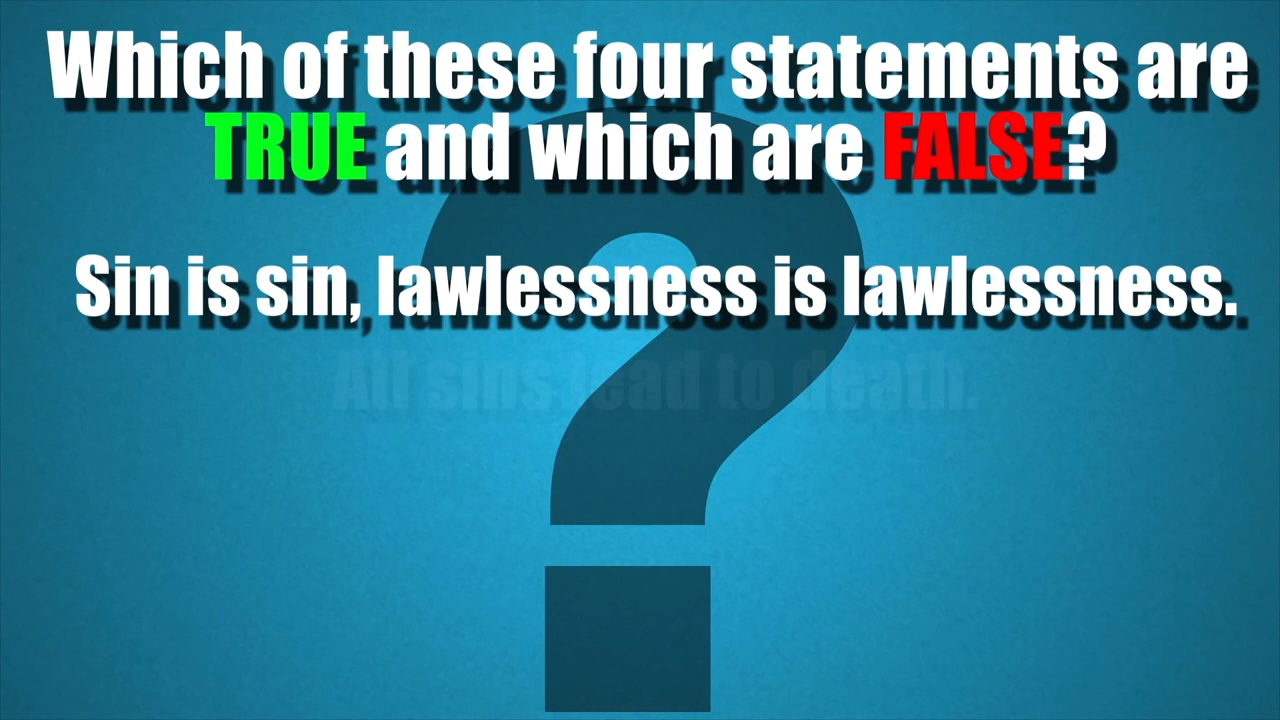 Which of these four statements are
TRUE and which are FALSE?
Sin is sin, lawlessness is lawlessness.
All sins lead to death.